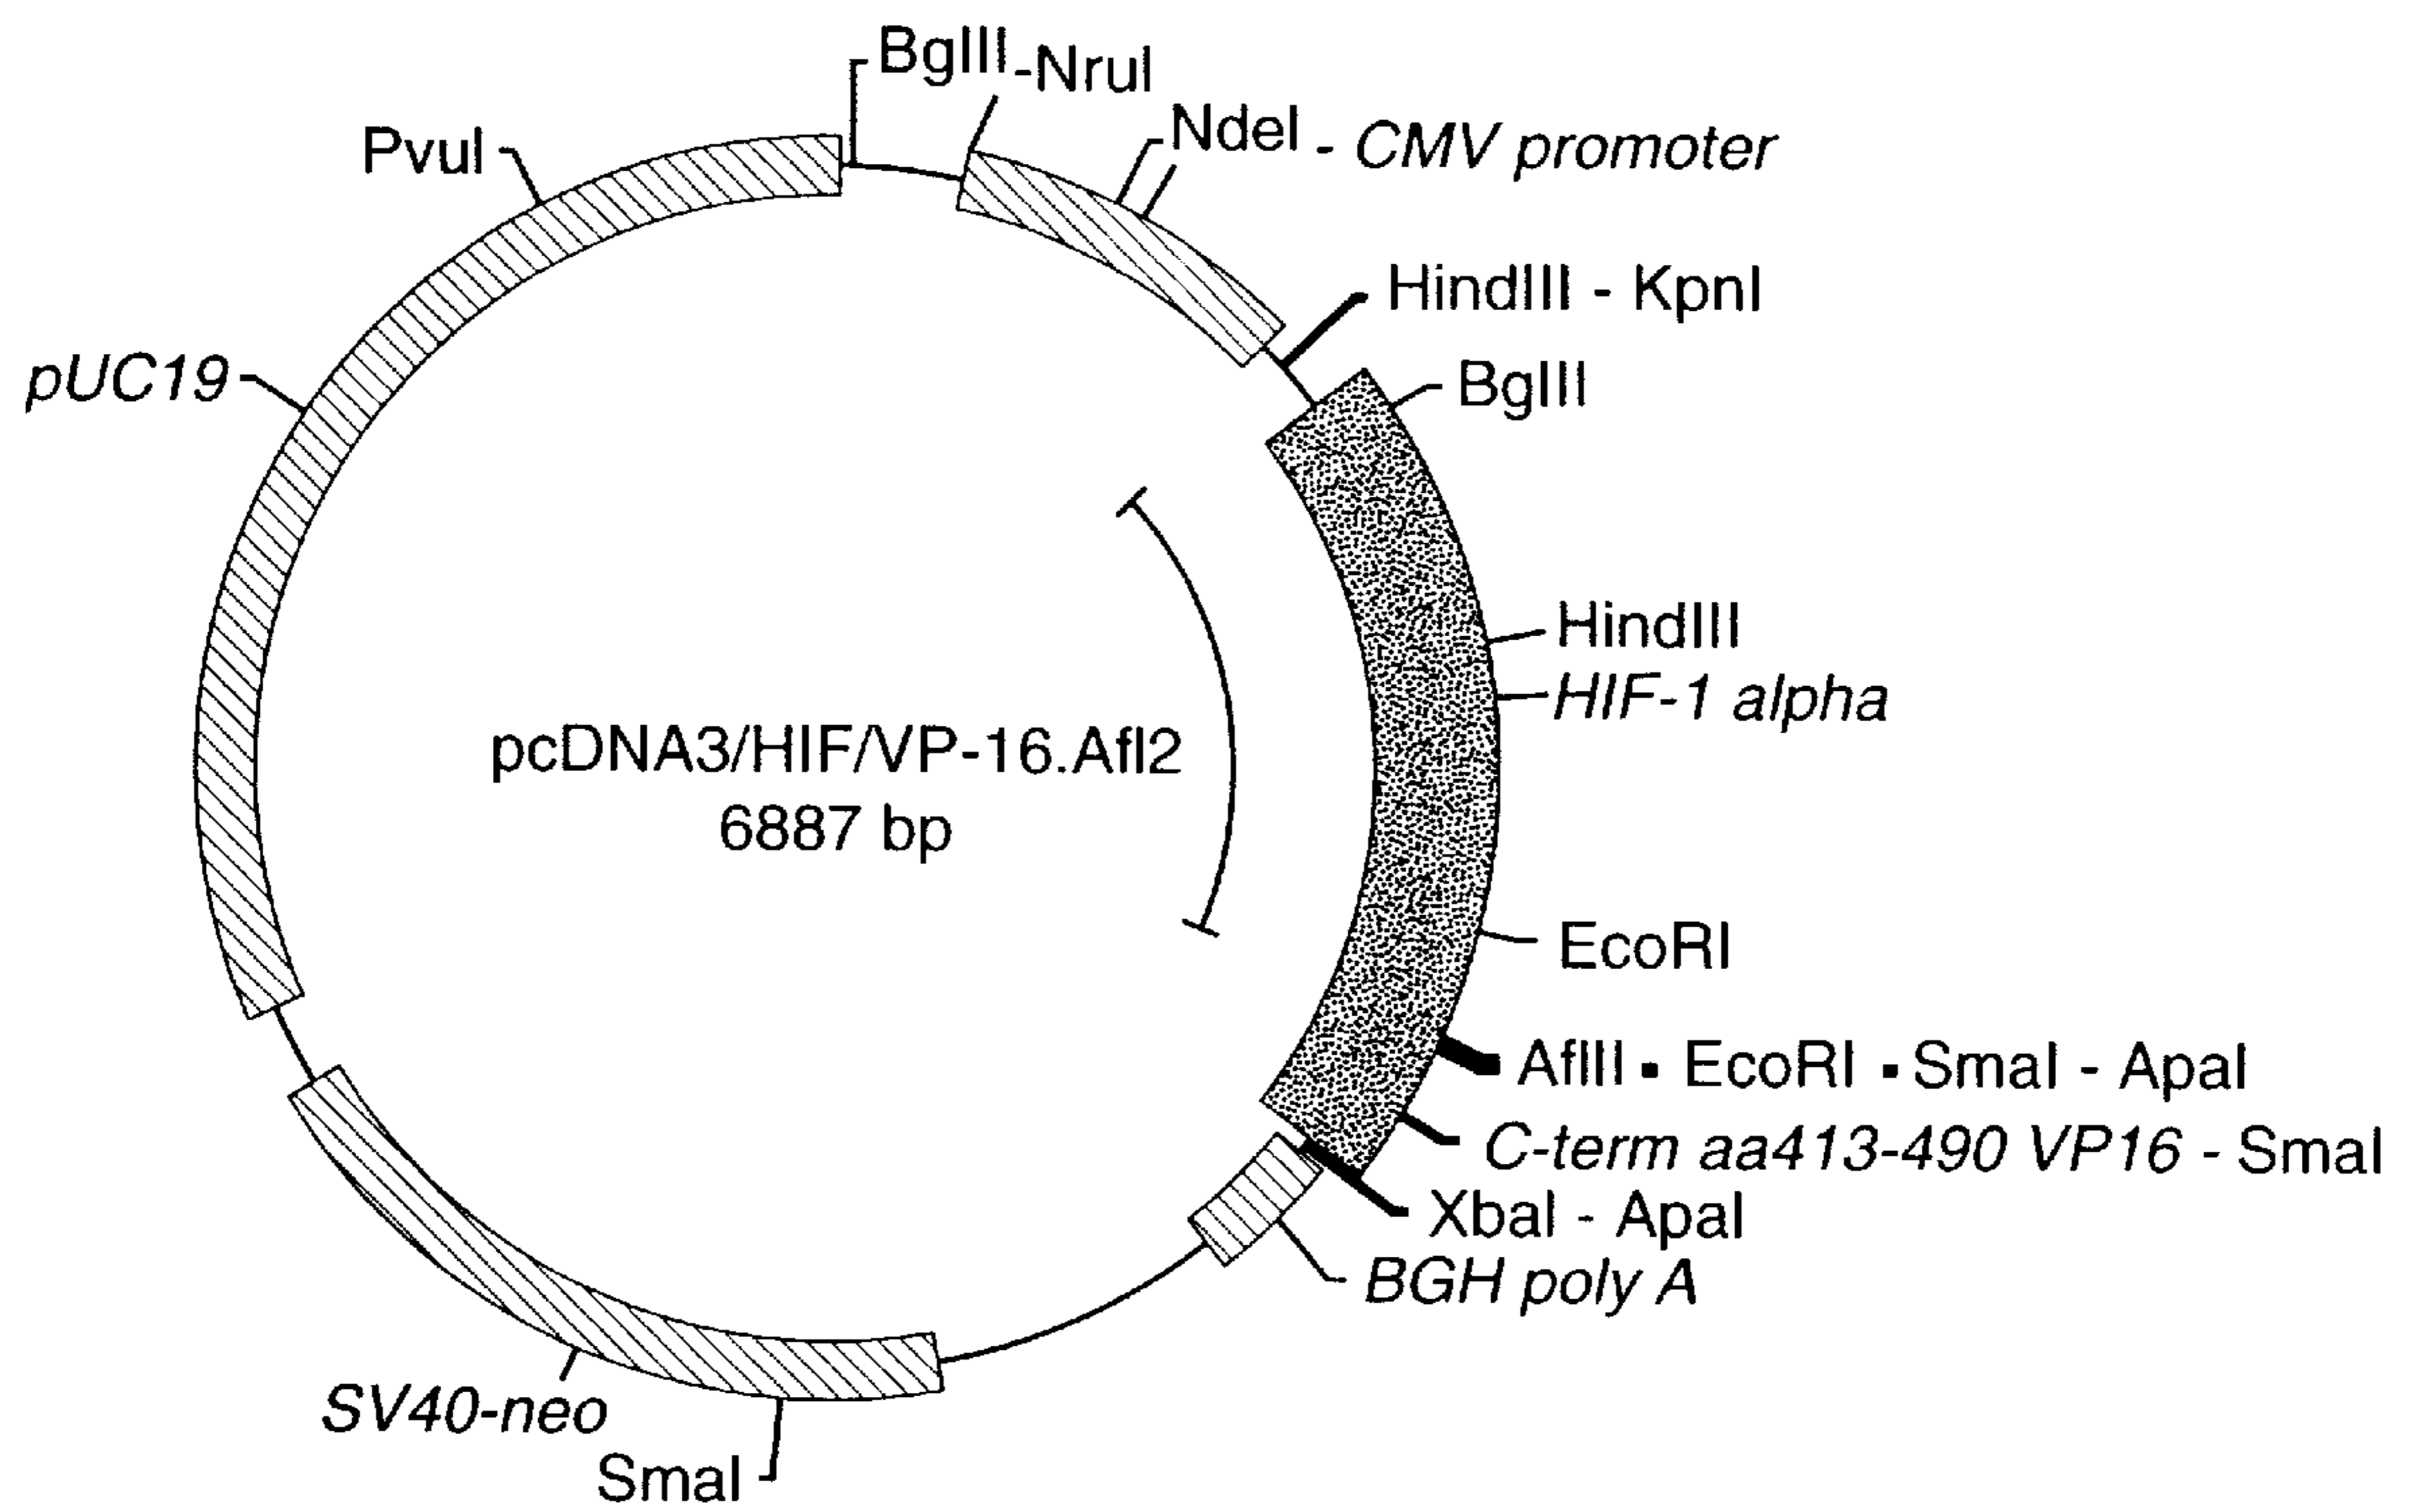 BglII - NruI
PvuI
NdeI - CMV promoter
HindIII - KpnI
pUC19
BglII
HindIII
HIF-1 alpha
pcDNA3/HIF/VP-16.Afl2
6887 bp
EcoRI
AflII - EcoRI - SmaI - ApaI
C-term aa413-490 VP16 - SmaI
XbaI - ApaI
BGH poly A
SV40-neo
SmaI